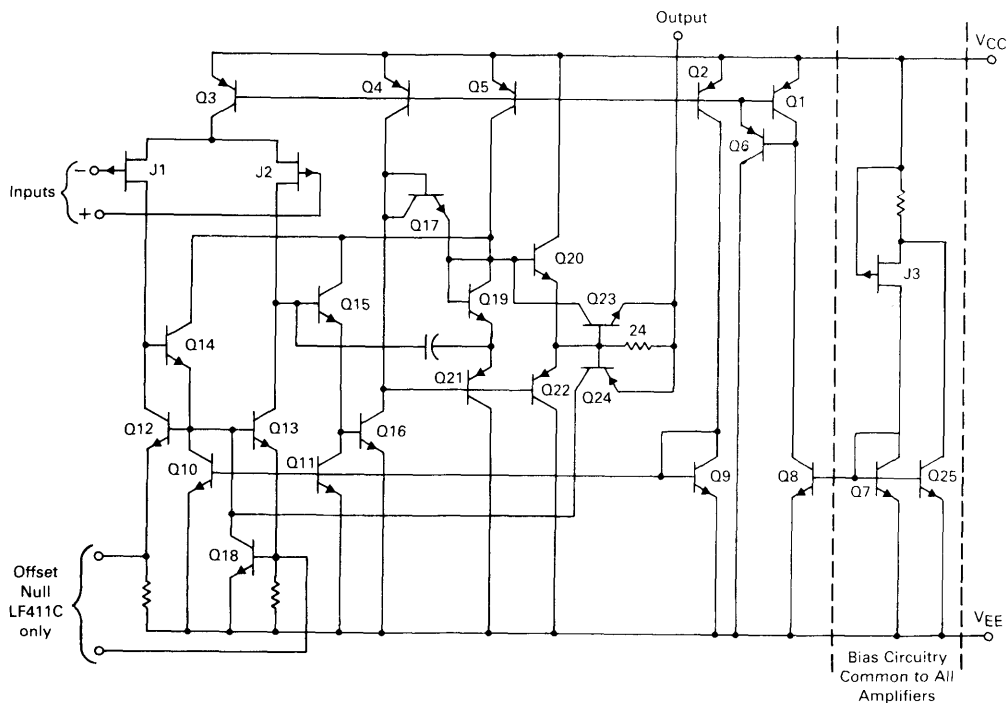 Output
VCC
Q2
Q3
Q4
Q5
Q1
Q6
− J1
J2
Inputs
+
Q17
J3
Q20
Q19
Q23
Q15
24
Q14
Q21
Q22
Q24
Q12
Q13
Q16
Q10
Q11
Q9
Q8
Q7
Q25
Q18
Offset
Null
LF411C
only
VEE
Bias Circuitry
Common to All
Amplifiers